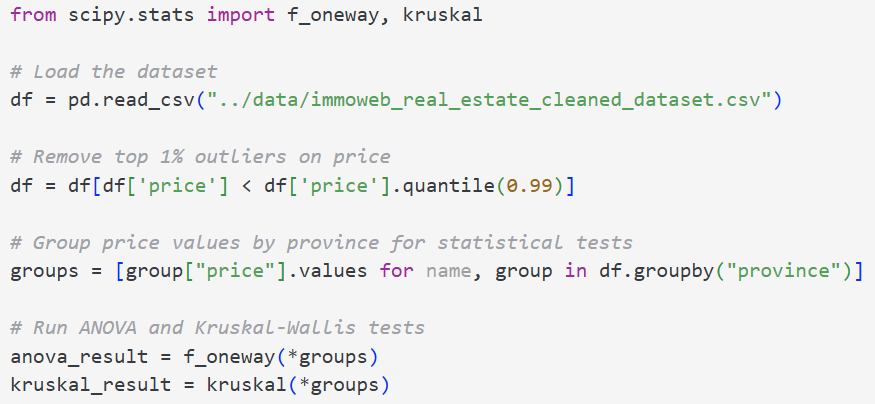 from scipy.stats import f_oneway, kruskal
# Load the dataset
df = pd.read_csv("../data/immoweb_real_estate_cleaned_dataset.csv")
# Remove top 1% outliers on price
df = df[df['price'] < df['price'].quantile(0.99)]
# Group price values by province for statistical tests
groups = [group["price"].values for name, group in df.groupby("province")]
# Run ANOVA and Kruskal-Wallis tests
anova_result = f_oneway(*groups)
kruskal_result = kruskal(*groups)